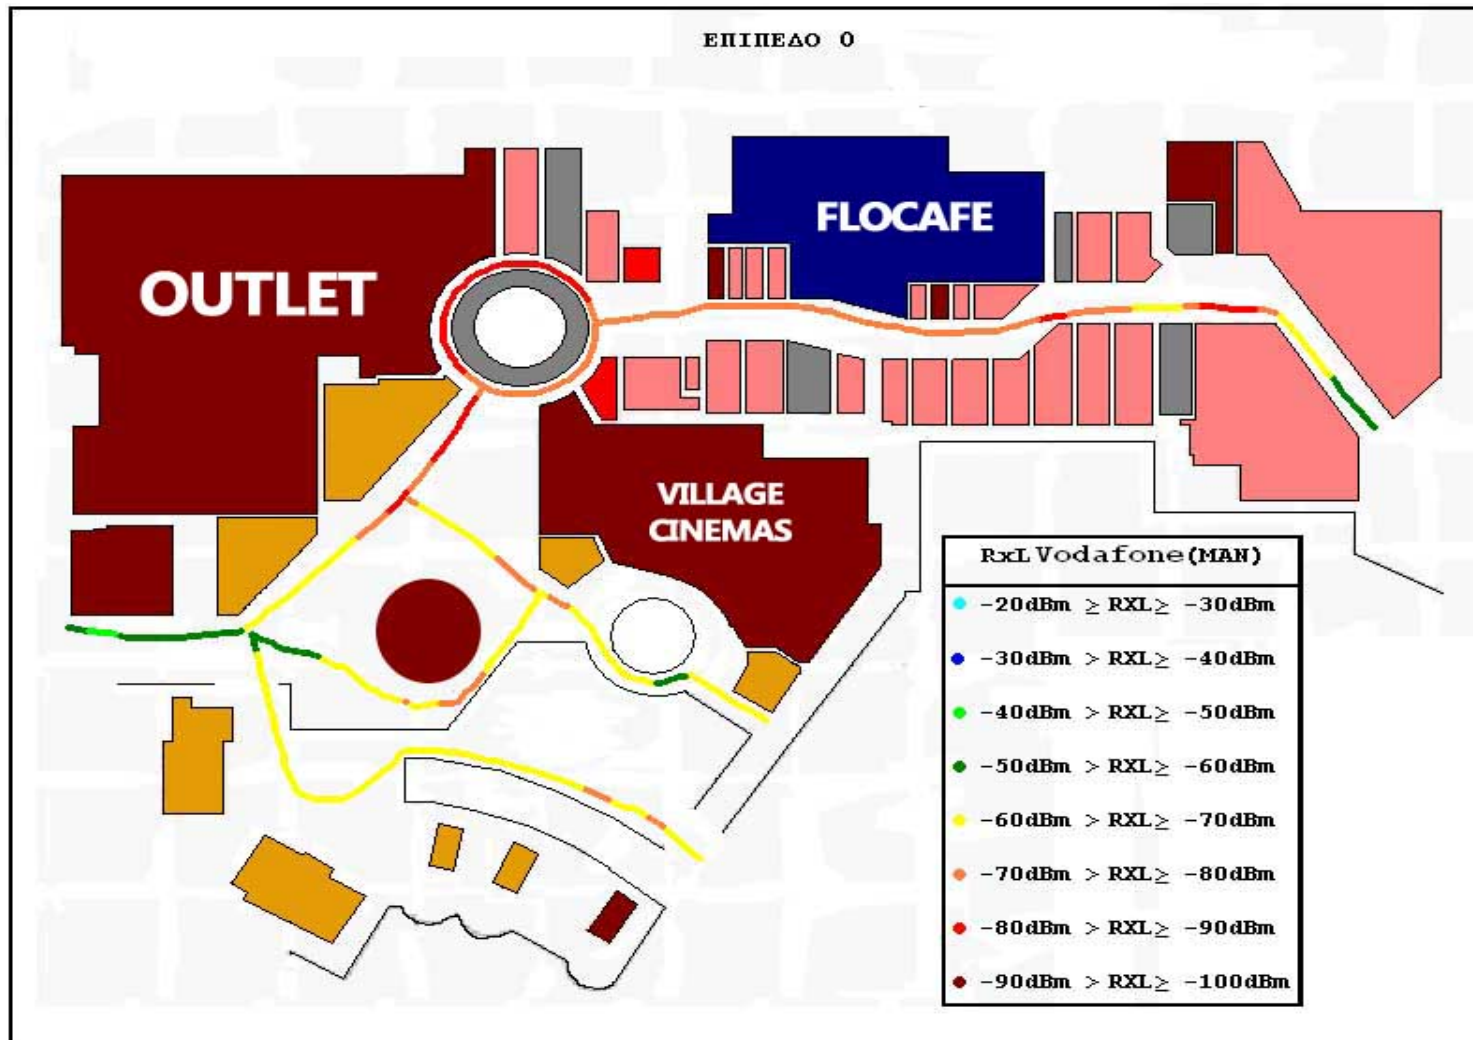 ΕΠΙΠΕΔΟ 0
OUTLET
FLOCAFE
VILLAGE
CINEMAS
RxL Vodafone(MAN)
-20dBm ≥ RXL≥ -30dBm
-30dBm > RXL≥ -40dBm
-40dBm > RXL≥ -50dBm
-50dBm > RXL≥ -60dBm
-60dBm > RXL≥ -70dBm
-70dBm > RXL≥ -80dBm
-80dBm > RXL≥ -90dBm
-90dBm > RXL≥ -100dBm